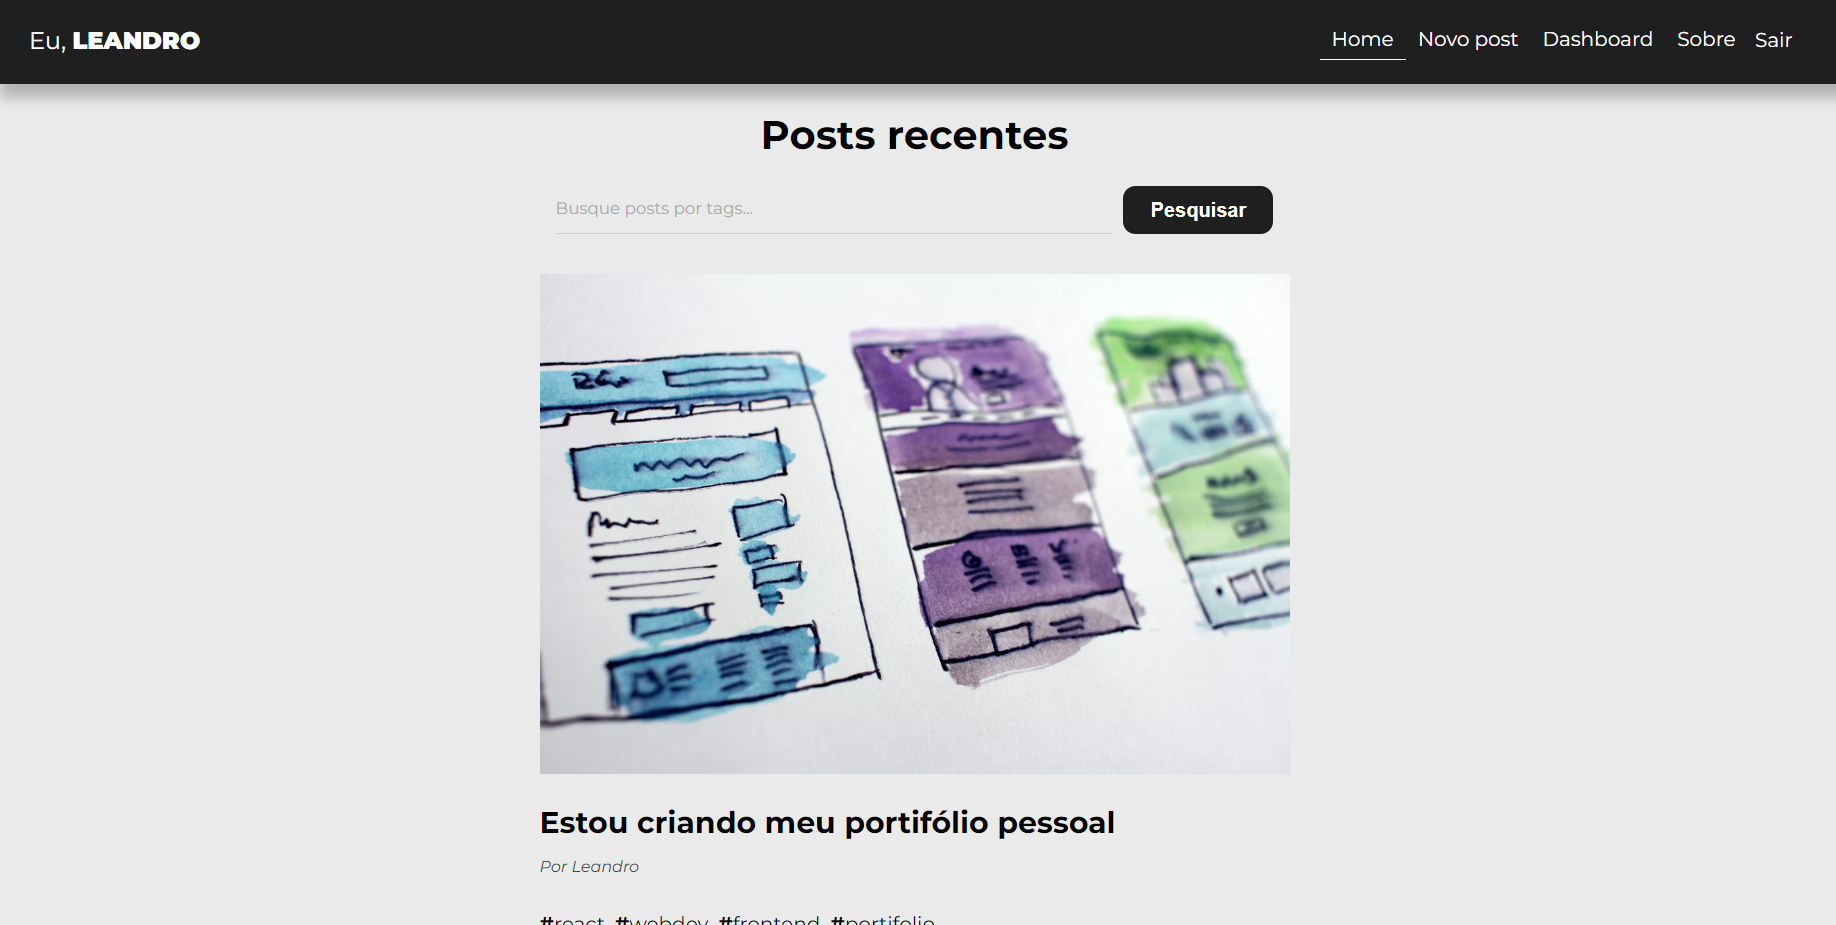 Eu, LEANDRO
Home Novo post Dashboard Sobre Sair
Posts recentes
Busque posts por tags...
Pesquisar
Estou criando meu portifólio pessoal
Por Leandro
#react #webdev #frontend #portifolio